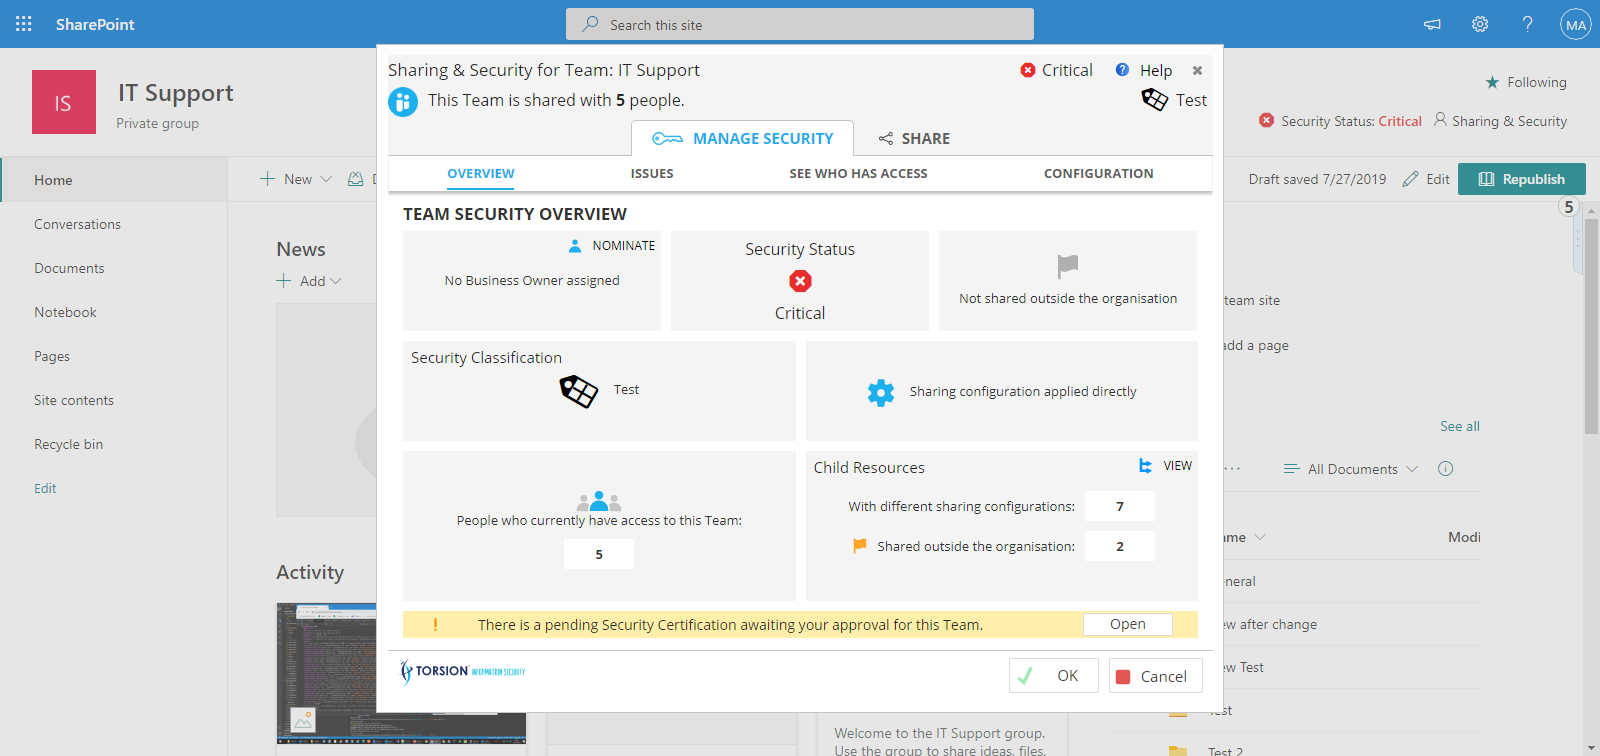 SharePoint
Search this site
MA
IS
IT Support
Private group
Following
Security Status: Critical
Sharing & Security
Home
Conversations
Documents
Notebook
Pages
Site contents
Recycle bin
Edit
New
Draft saved 7/27/2019
Edit
Republish
5
News
Add
Activity
team site
add a page
See all
All Documents
Modi
after change
Test
Test 2
Welcome to the IT Support group.
Use the group to share ideas, files,
Sharing & Security for Team: IT Support
Critical
Help
This Team is shared with 5 people.
Test
MANAGE SECURITY
SHARE
OVERVIEW
ISSUES
SEE WHO HAS ACCESS
CONFIGURATION
TEAM SECURITY OVERVIEW
NOMINATE
No Business Owner assigned
Security Status
Critical
Not shared outside the organisation
Security Classification
Test
Sharing configuration applied directly
People who currently have access to this Team:
5
Child Resources
VIEW
With different sharing configurations:
7
Shared outside the organisation:
2
! There is a pending Security Certification awaiting your approval for this Team.
Open
TORSION INFORMATION SECURITY
OK
Cancel